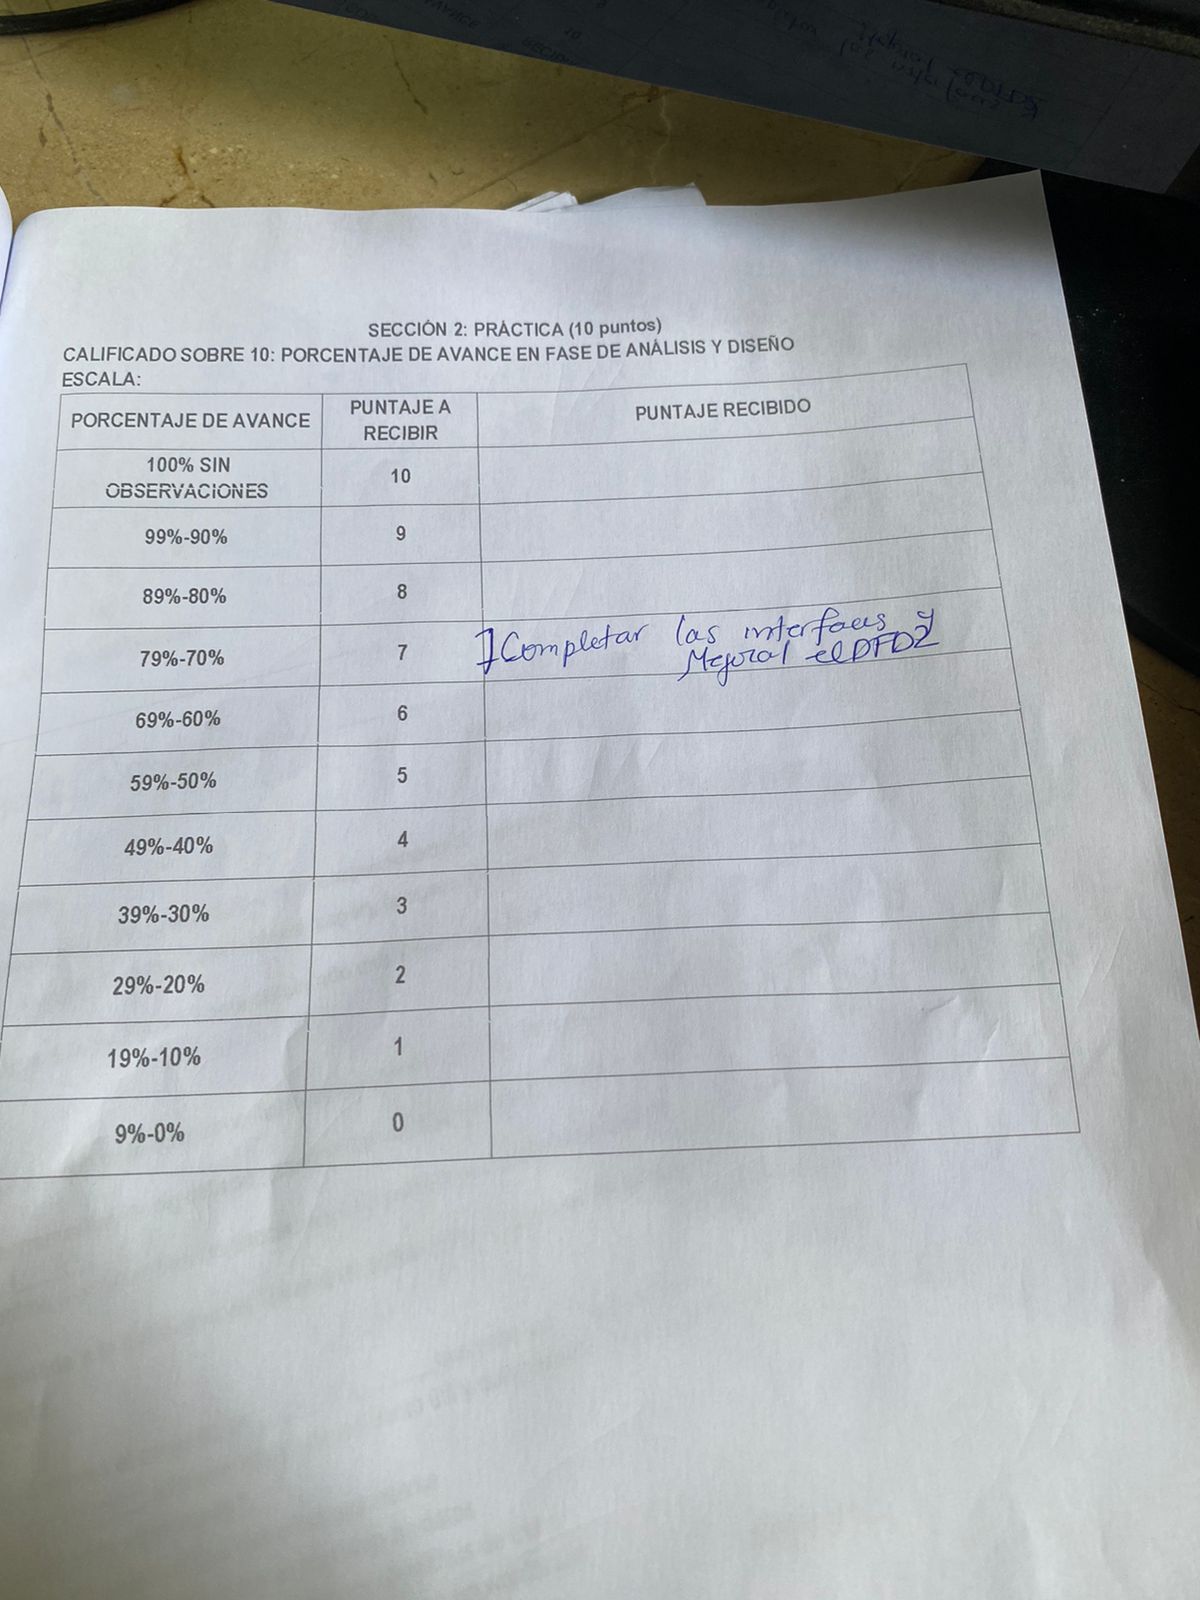 SECCIÓN 2: PRÁCTICA (10 puntos)
CALIFICADO SOBRE 10: PORCENTAJE DE AVANCE EN FASE DE ANÁLISIS Y DISEÑO
ESCALA:
PORCENTAJE DE AVANCE PUNTAJE A RECIBIR PUNTAJE RECIBIDO
100% SIN OBSERVACIONES 10
99%-90% 9
89%-80% 8
79%-70% 7 Completar las interfaces y
Mejorar el DFD2
69%-60% 6
59%-50% 5
49%-40% 4
39%-30% 3
29%-20% 2
19%-10% 1
9%-0% 0